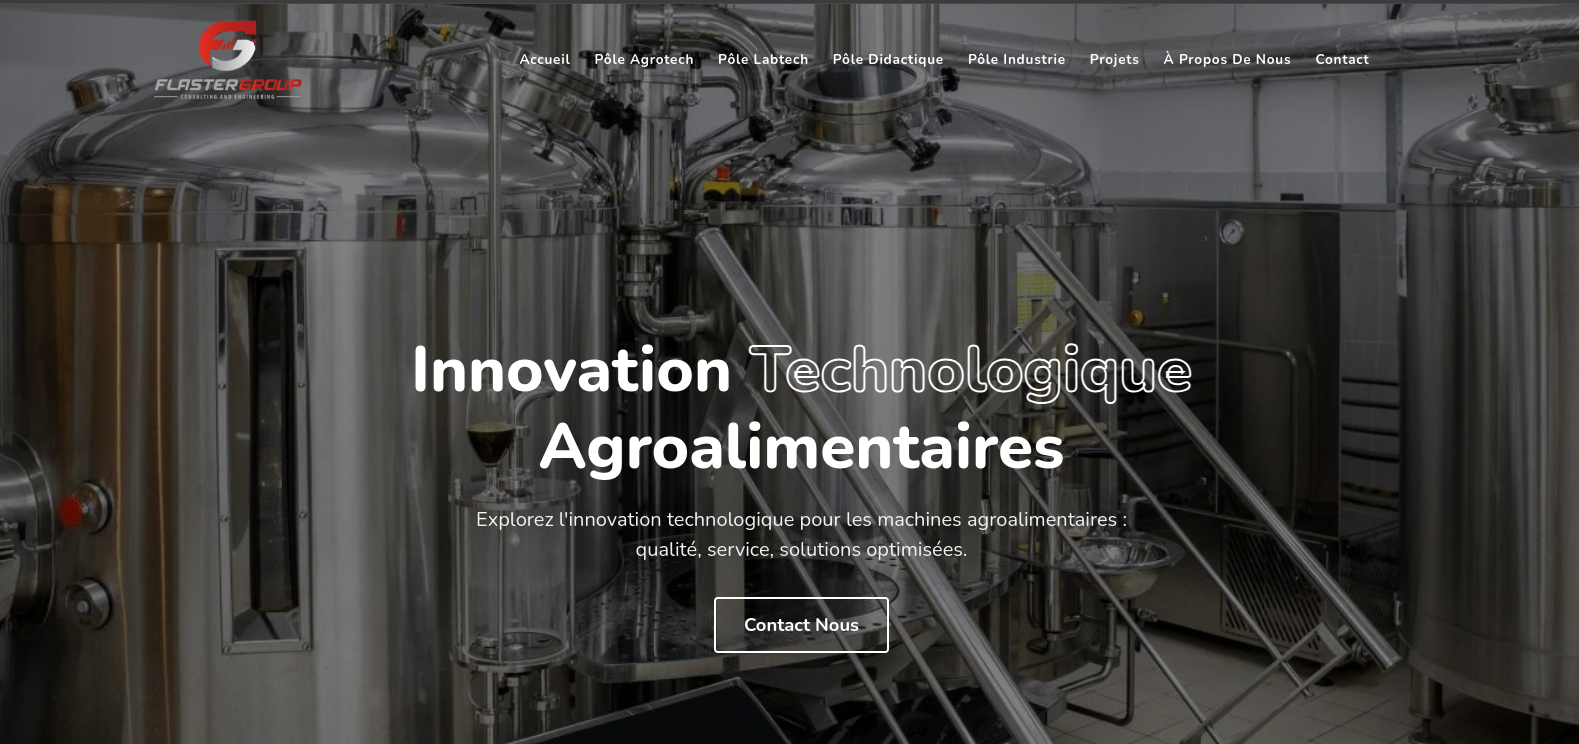 FLASTERGROUP
CONSULTING AND ENGINEERING
Accueil Pôle Agrotech Pôle Labtech Pôle Didactique Pôle Industrie Projets À Propos De Nous Contact
Innovation Technologique
Agroalimentaires
Explorez l'innovation technologique pour les machines agroalimentaires :
qualité, service, solutions optimisées.
Contact Nous